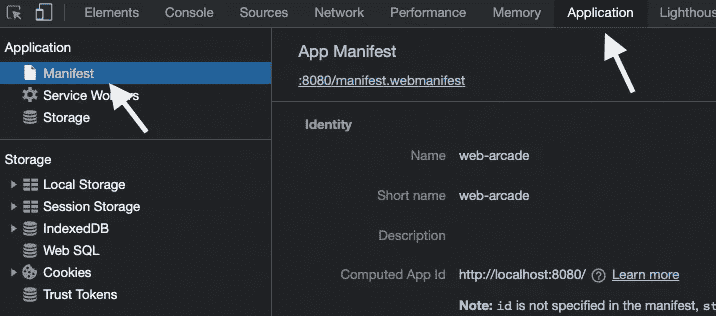 Elements Console Sources Network Performance Memory Application Lighthous
Application
Manifest
Service Workers
Storage
Storage
Local Storage
Session Storage
IndexedDB
Web SQL
Cookies
Trust Tokens
App Manifest
:8080/manifest.webmanifest
Identity
Name web-arcade
Short name web-arcade
Description
Computed App Id http://localhost:8080/ ? Learn more
Note: id is not specified in the manifest, st